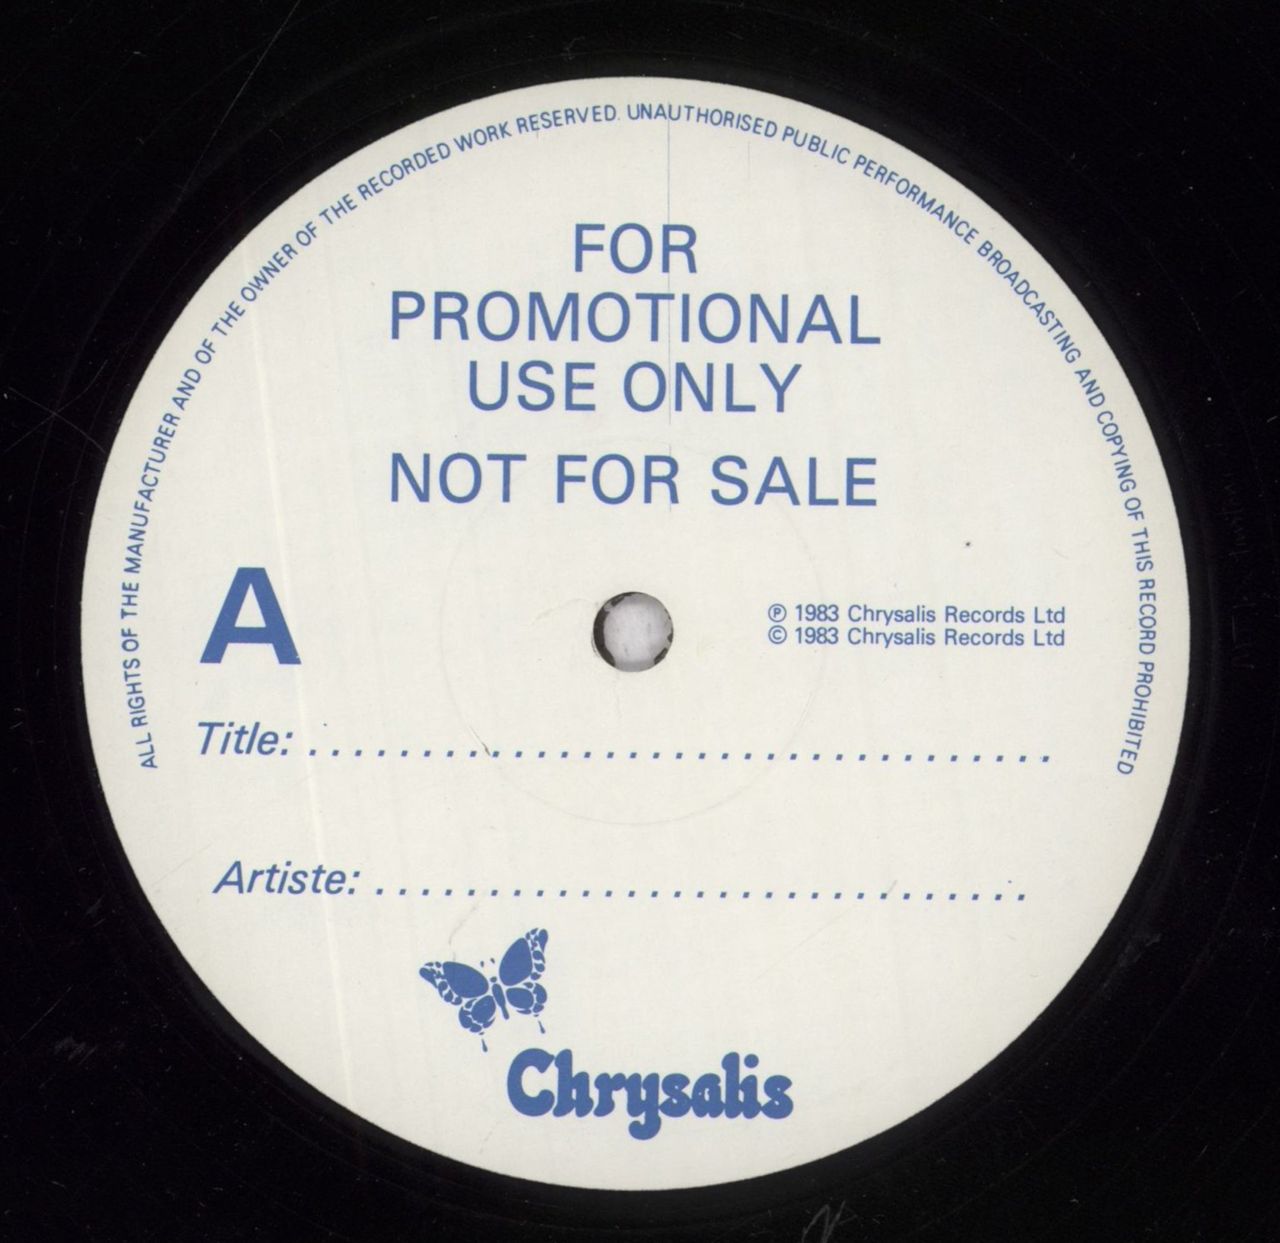 ALL RIGHTS OF THE MANUFACTURER AND OF THE OWNER OF THE RECORDED WORK RESERVED. UNAUTHORISED PUBLIC PERFORMANCE BROADCASTING AND COPYING OF THIS RECORD PROHIBITED
FOR
PROMOTIONAL
USE ONLY
NOT FOR SALE
A
℗ 1983 Chrysalis Records Ltd
© 1983 Chrysalis Records Ltd
Title: ..................................
Artiste: ............................
Chrysalis